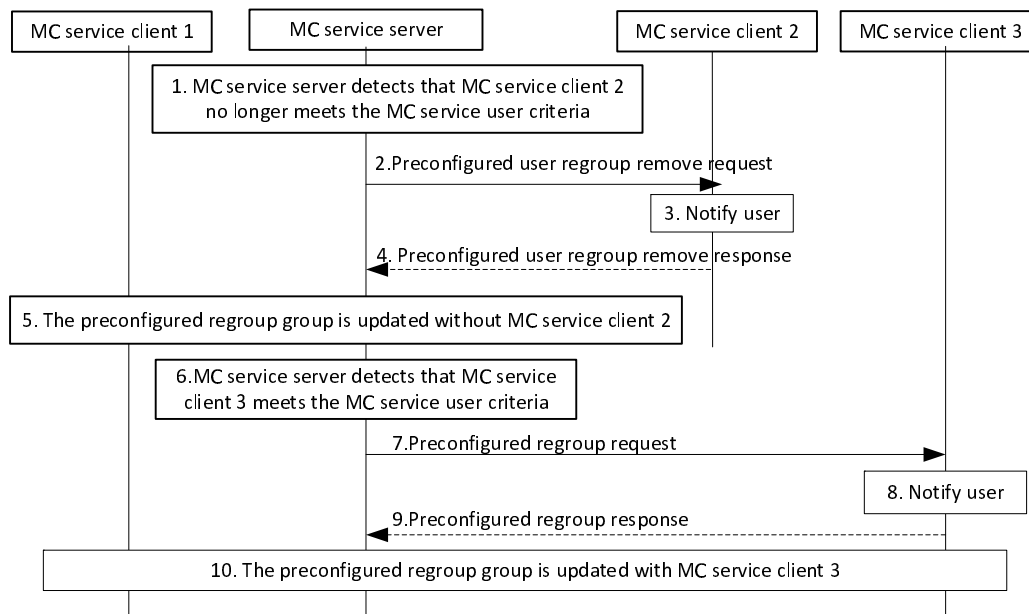 MC service client 1
MC service server
MC service client 2
MC service client 3
1. MC service server detects that MC service client 2
no longer meets the MC service user criteria
2.Preconfigured user regroup remove request
3. Notify user
4. Preconfigured user regroup remove response
5. The preconfigured regroup group is updated without MC service client 2
6.MC service server detects that MC service
client 3 meets the MC service user criteria
7.Preconfigured regroup request
8. Notify user
9.Preconfigured regroup response
10. The preconfigured regroup group is updated with MC service client 3